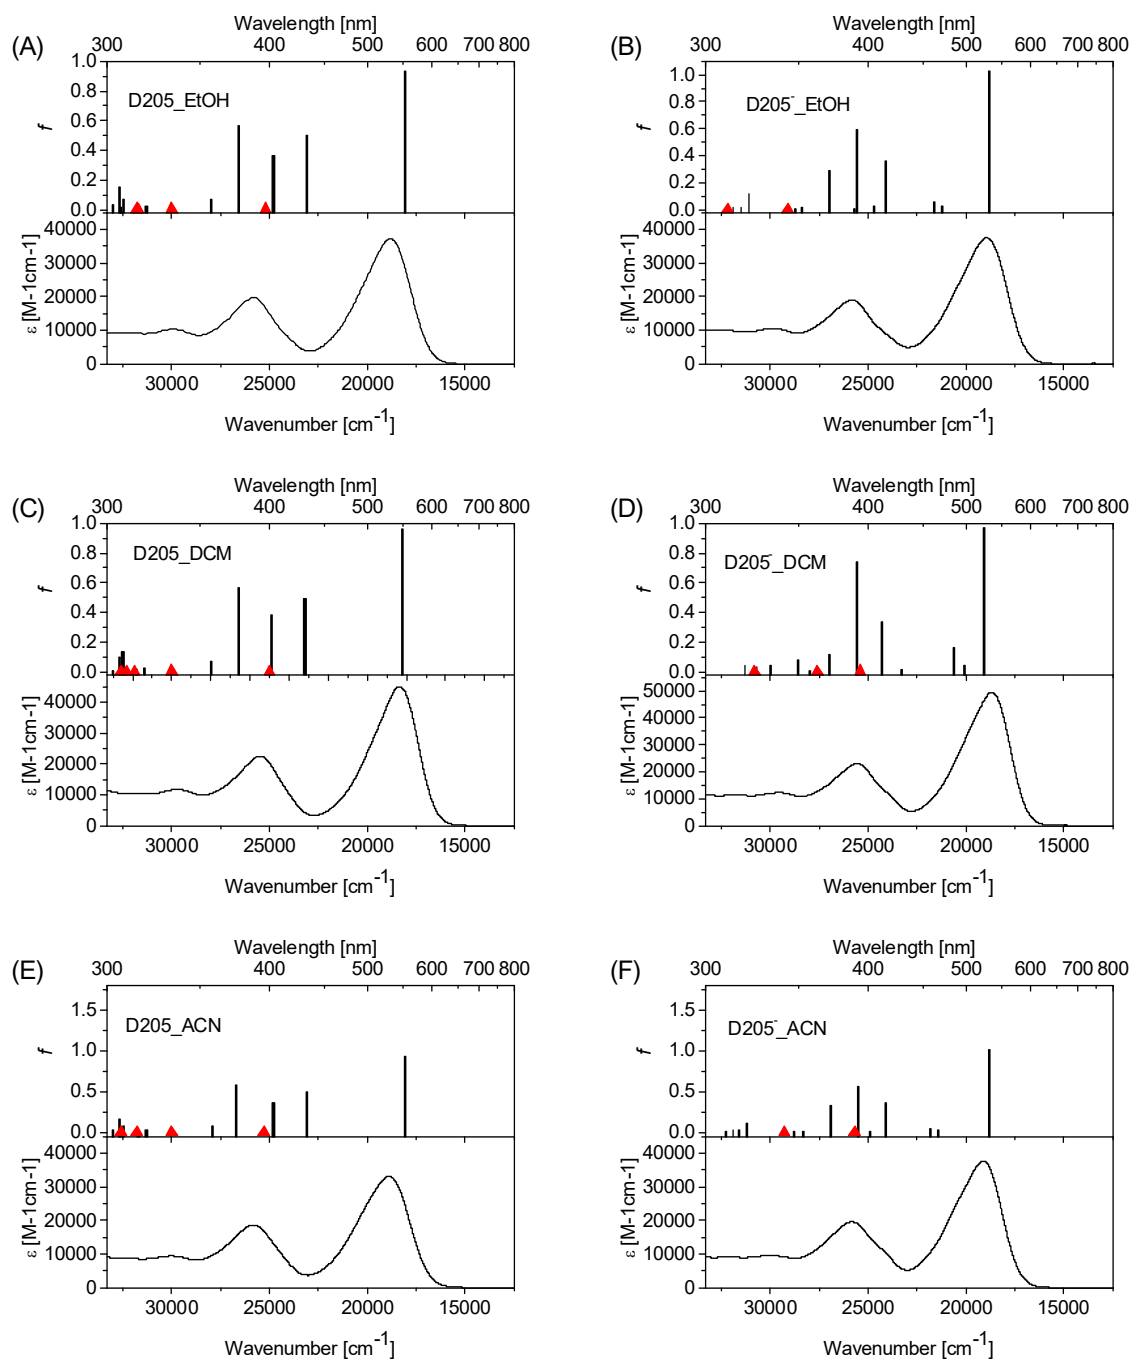 Wavelength [nm]
(A)
300 400 500 600 700 800
1.0
0.8
0.6
0.4
0.2
0.0
f
D205_EtOH
40000
30000
20000
10000
0
ε [M-1cm-1]
30000 25000 20000 15000
Wavenumber [cm-1]
Wavelength [nm]
(B)
300 400 500 600 700 800
1.0
0.8
0.6
0.4
0.2
0.0
f
D205-_EtOH
40000
30000
20000
10000
0
ε [M-1cm-1]
30000 25000 20000 15000
Wavenumber [cm-1]
Wavelength [nm]
(C)
300 400 500 600 700 800
1.0
0.8
0.6
0.4
0.2
0.0
f
D205_DCM
40000
30000
20000
10000
0
ε [M-1cm-1]
30000 25000 20000 15000
Wavenumber [cm-1]
Wavelength [nm]
(D)
300 400 500 600 700 800
1.0
0.8
0.6
0.4
0.2
0.0
f
D205-_DCM
50000
40000
30000
20000
10000
0
ε [M-1cm-1]
30000 25000 20000 15000
Wavenumber [cm-1]
Wavelength [nm]
(E)
300 400 500 600 700 800
1.5
1.0
0.5
0.0
f
D205_ACN
40000
30000
20000
10000
0
ε [M-1cm-1]
30000 25000 20000 15000
Wavenumber [cm-1]
Wavelength [nm]
(F)
300 400 500 600 700 800
1.5
1.0
0.5
0.0
f
D205-_ACN
40000
30000
20000
10000
0
ε [M-1cm-1]
30000 25000 20000 15000
Wavenumber [cm-1]